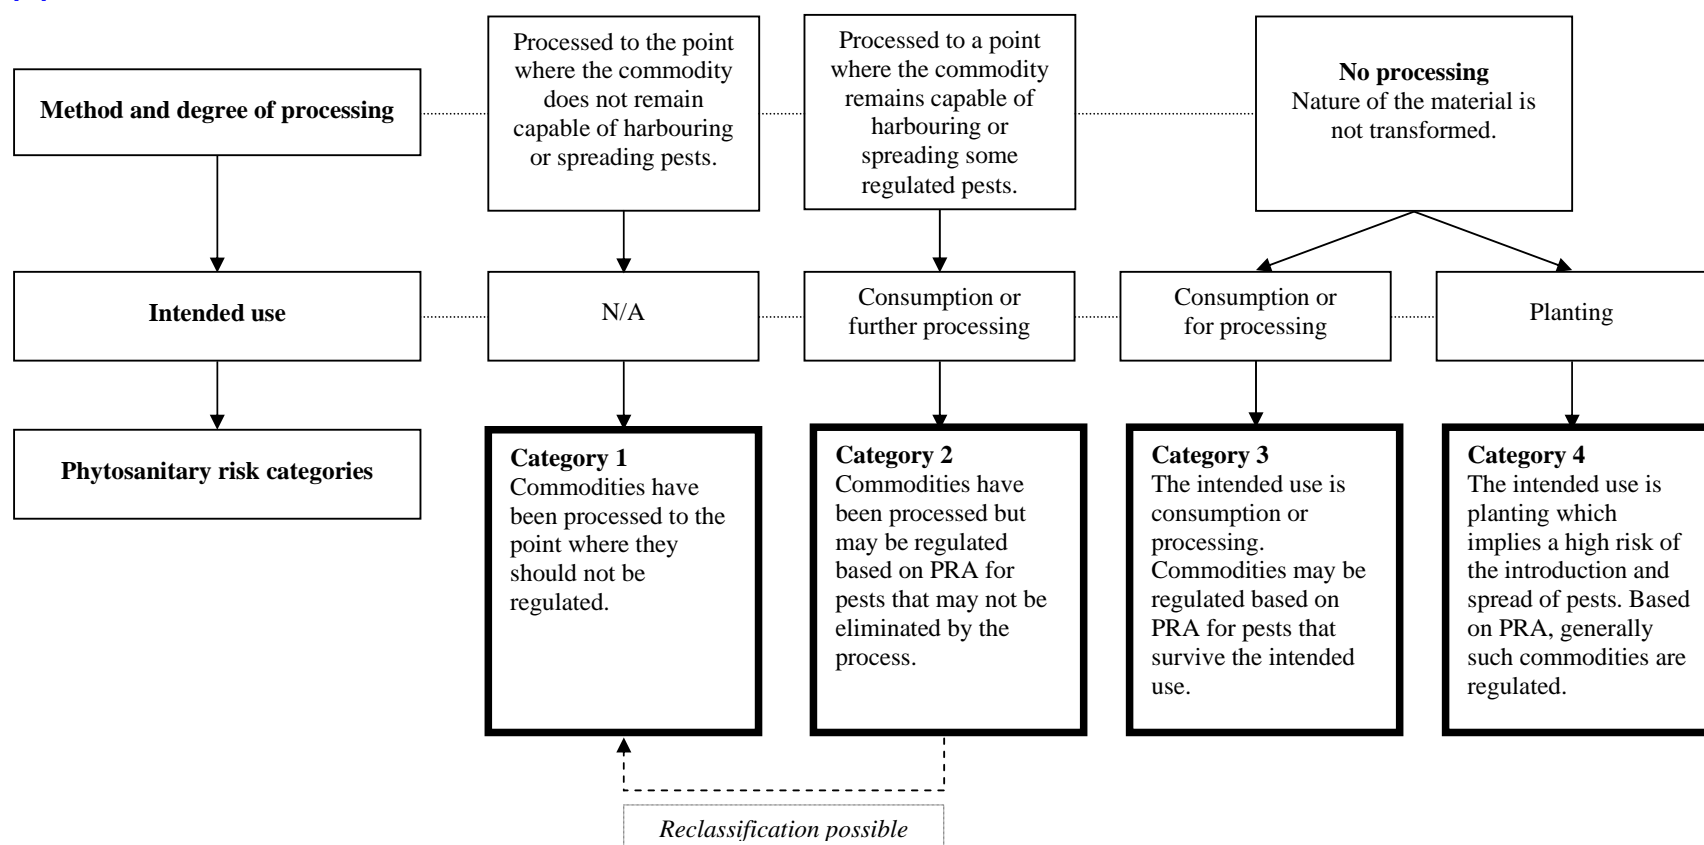 Method and degree of processing
Processed to the point
where the commodity
does not remain
capable of harbouring
or spreading pests.
Processed to a point
where the commodity
remains capable of
harbouring or
spreading some
regulated pests.
No processing
Nature of the material is
not transformed.
Intended use
N/A
Consumption or
further processing
Consumption or
for processing
Planting
Phytosanitary risk categories
Category 1
Commodities have
been processed to the
point where they
should not be
regulated.
Category 2
Commodities have
been processed but
may be regulated
based on PRA for
pests that may not be
eliminated by the
process.
Category 3
The intended use is
consumption or
processing.
Commodities may be
regulated based on
PRA for pests that
survive the intended
use.
Category 4
The intended use is
planting which
implies a high risk of
the introduction and
spread of pests. Based
on PRA, generally
such commodities are
regulated.
Reclassification possible